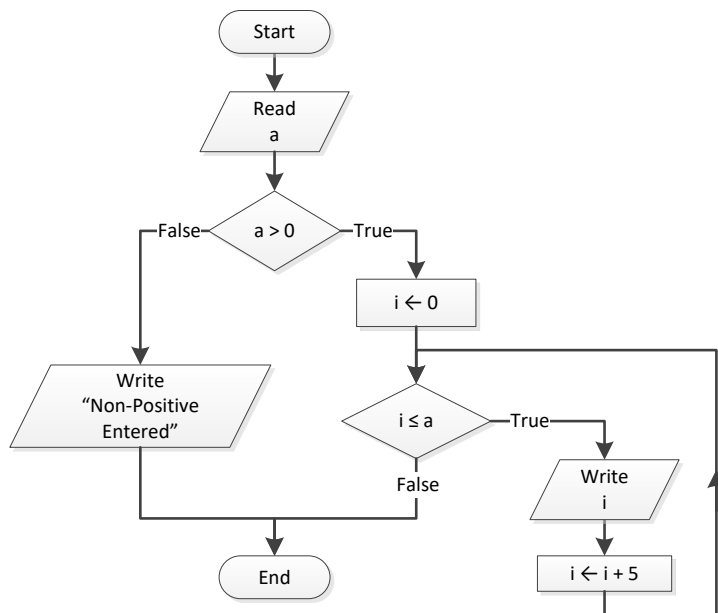 Start
Read
a
a > 0
False
True
i ← 0
Write
“Non-Positive
Entered”
i ≤ a
True
False
Write
i
i ← i + 5
End